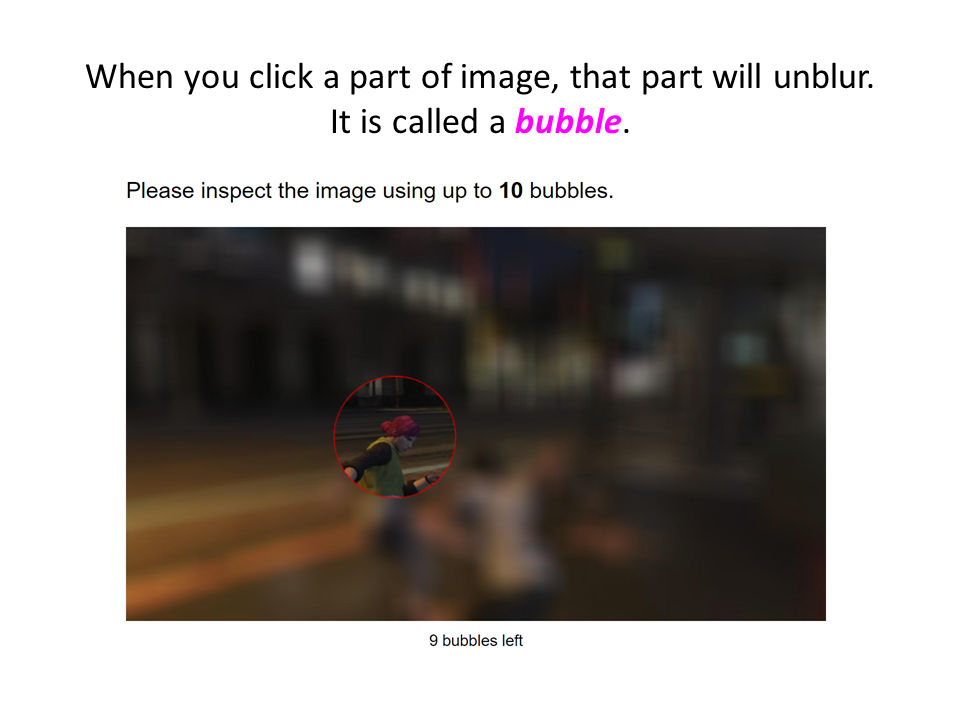 When you click a part of image, that part will unblur.
It is called a bubble.
Please inspect the image using up to 10 bubbles.
9 bubbles left